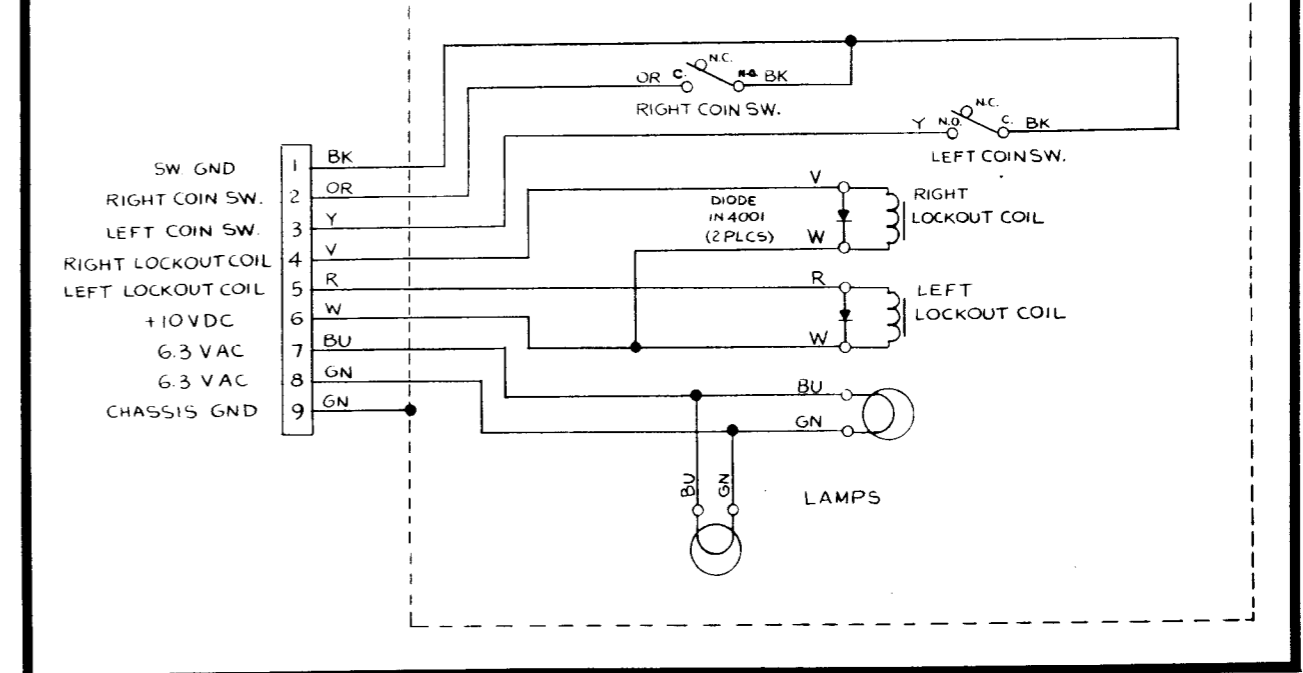 N.C.
OR C. N.O. BK
RIGHT COIN SW.
N.C.
Y N.O. C. BK
LEFT COIN SW.
SW. GND 1 BK
RIGHT COIN SW. 2 OR
LEFT COIN SW. 3 Y
RIGHT LOCKOUT COIL 4 V
LEFT LOCKOUT COIL 5 R
+10VDC 6 W
6.3 VAC 7 BU
6.3 VAC 8 GN
CHASSIS GND 9 GN
V
DIODE
IN4001
(2PLCS)
W
RIGHT
LOCKOUT COIL
R
W
LEFT
LOCKOUT COIL
BU
GN
BU
GN
LAMPS